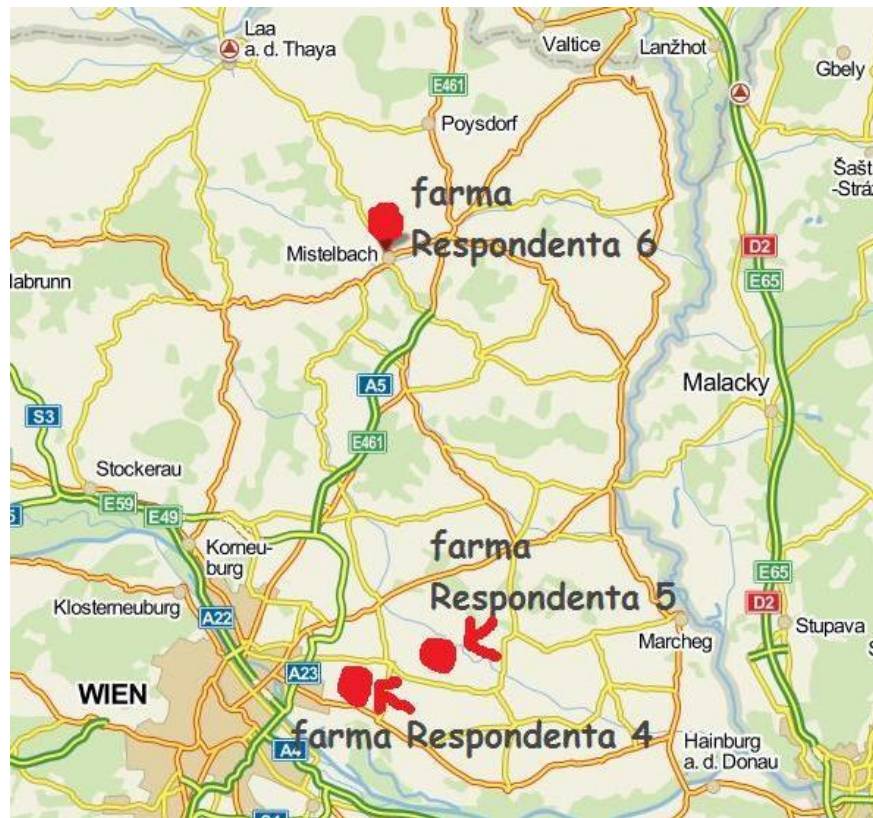 Laa
a. d. Thaya
Valtice
Lanžhot
Gbely
E461
Poysdorf
Šašt
-Strá
farma
Respondenta 6
Mistelbach
D2
E65
labrunn
A5
Malacky
S3
E461
Stockerau
E59
E49
Korneu-
burg
farma
Respondenta 5
E65
D2
Klosterneuburg
A22
Stupava
Marcheg
A23
WIEN
farma Respondenta 4
A4
Hainburg
a. d. Donau